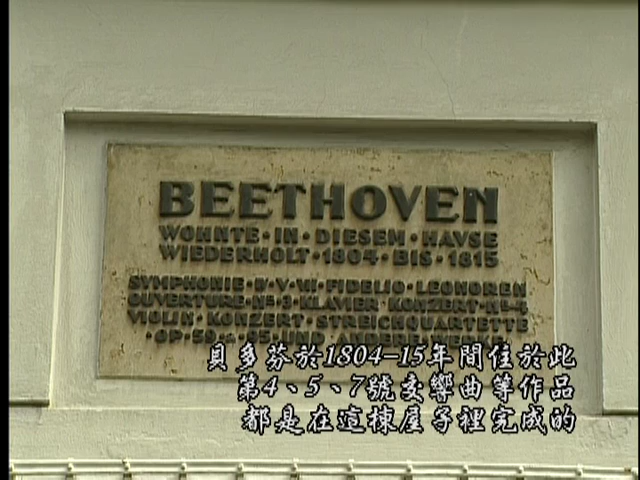 BEETHOVEN
WOHNTE·IN·DIESEM·HAVSE
WIEDERHOLT·1804·BIS·1815
SYMPHONIE·IV·V·VII·FIDELIO·LEONOREN
OUVERTURE·No·3·KLAVIER·KONZERT·No·4
VIOLIN·KONZERT·STREICHQUARTETTE
·OP·59 95 UND
貝多芬於1804-15年間住於此
第4、5、7號交響曲等作品
都是在這棟屋子裡完成的